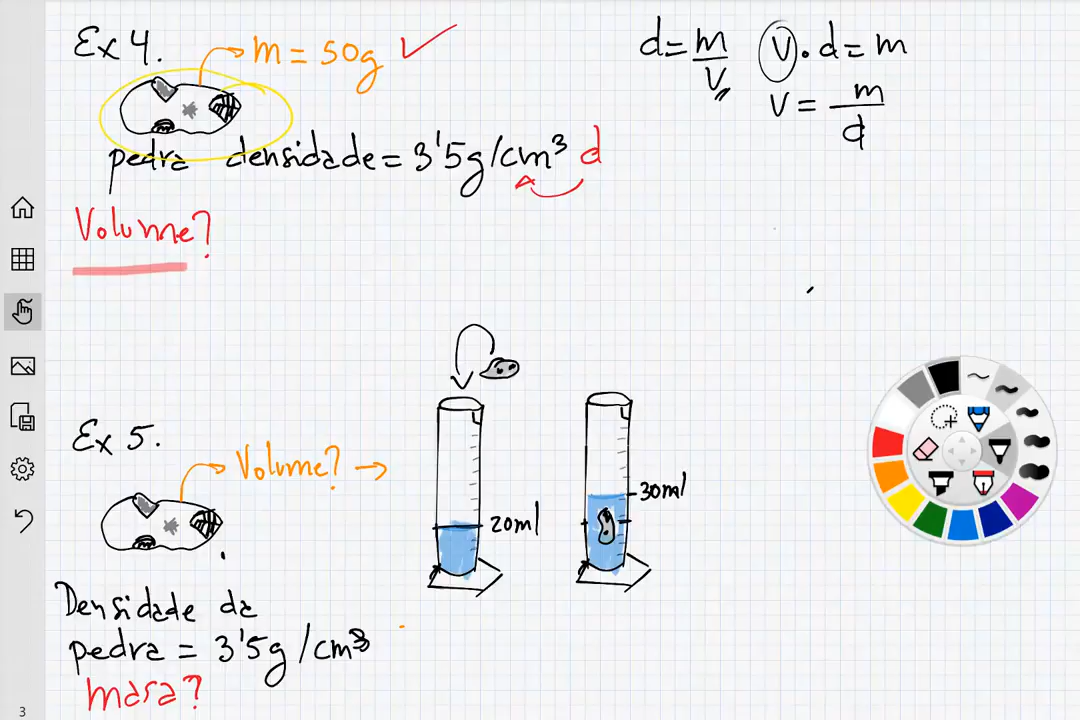 Ex 4.
m = 50g
pedra densidade = 3'5g/cm³ d
Volume?
d = m/V
V · d = m
V = m/d
Ex 5.
Volume?
20ml
30ml
Densidade da
pedra = 3'5g/cm³
masa?
3